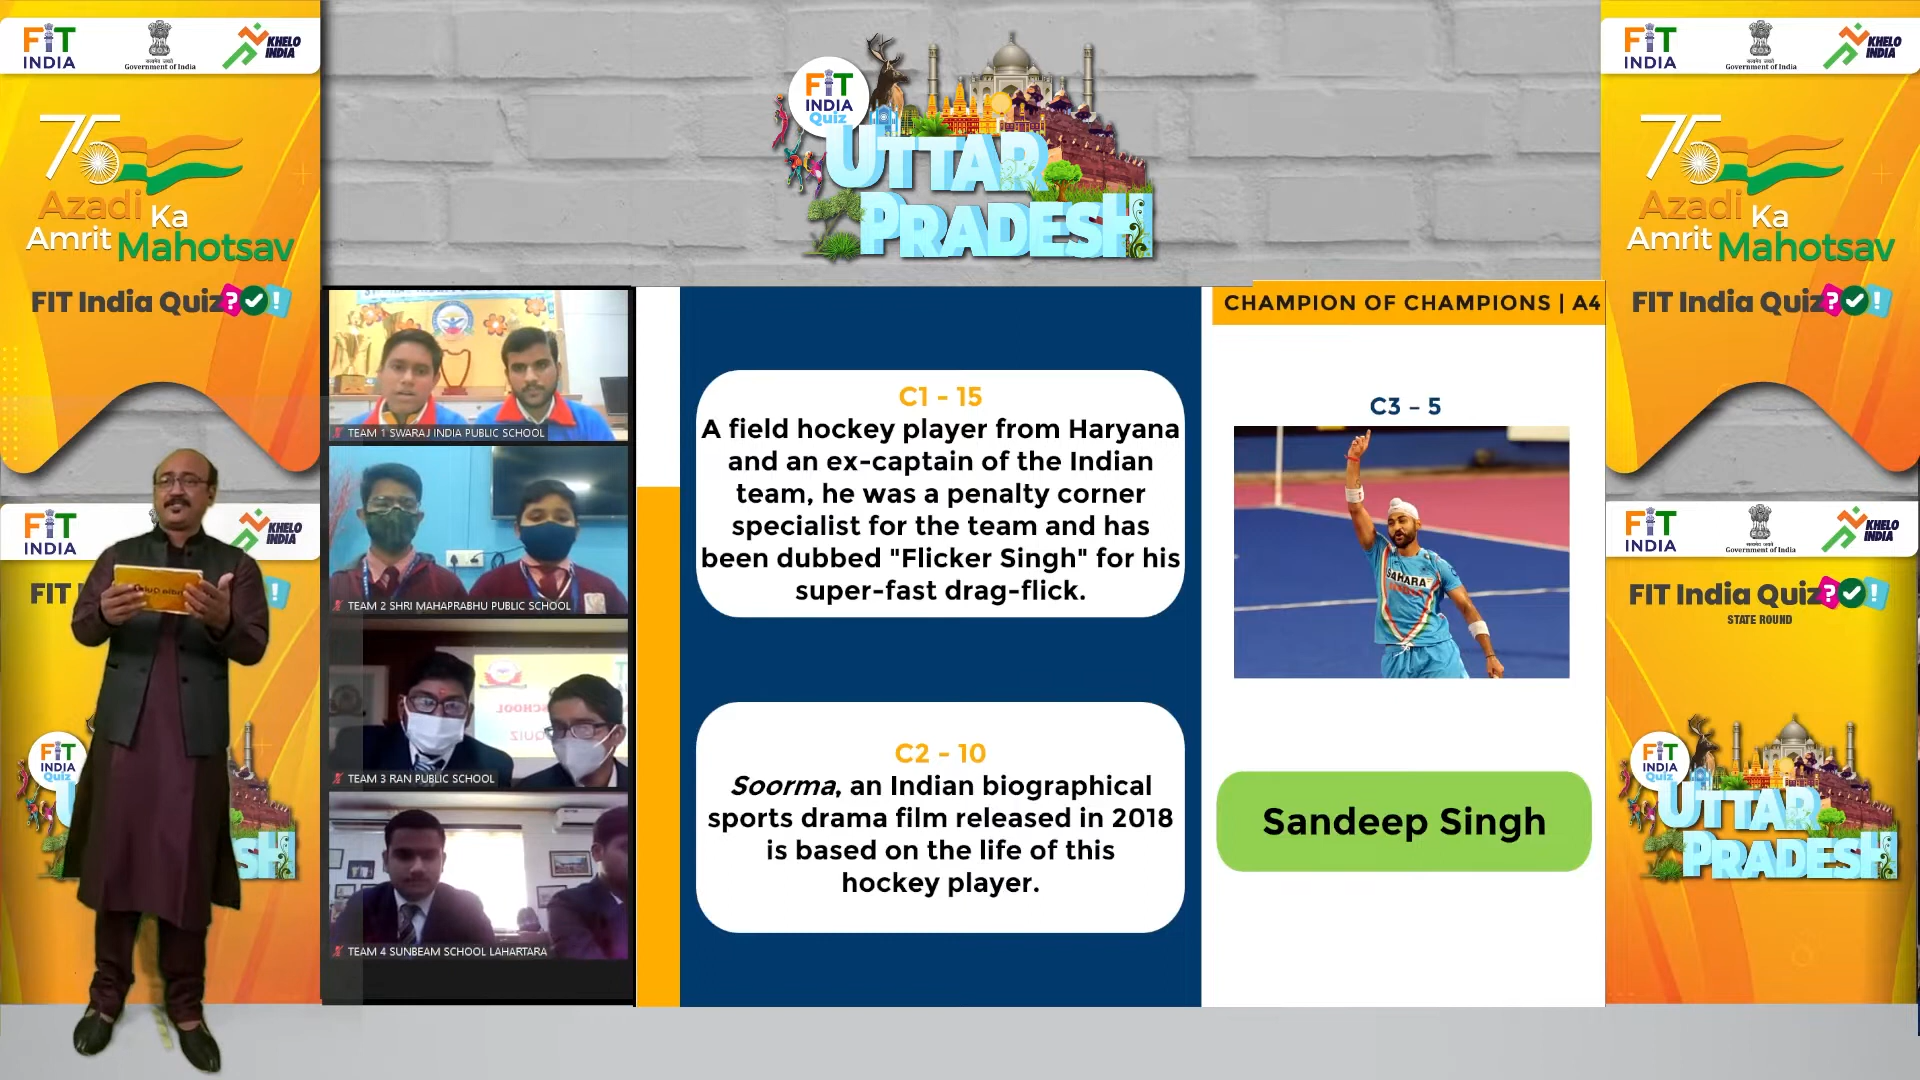 FIT
INDIA
Government of India
KHELO
INDIA
75
Azadi Ka
Amrit Mahotsav
FIT India Quiz?!
FIT
INDIA
KHELO
INDIA
FIT I
!
FIT
INDIA
Quiz
U
SH
FIT
INDIA
Quiz
UTTAR
PRADESH
TEAM 1 SWARAJ INDIA PUBLIC SCHOOL
TEAM 2 SHRI MAHAPRABHU PUBLIC SCHOOL
TEAM 3 RAN PUBLIC SCHOOL
TEAM 4 SUNBEAM SCHOOL LAHARTARA
C1 - 15
A field hockey player from Haryana
and an ex-captain of the Indian
team, he was a penalty corner
specialist for the team and has
been dubbed "Flicker Singh" for his
super-fast drag-flick.
C2 - 10
Soorma, an Indian biographical
sports drama film released in 2018
is based on the life of this
hockey player.
CHAMPION OF CHAMPIONS | A4
C3 – 5
SAHARA
Sandeep Singh
FIT
INDIA
Government of India
KHELO
INDIA
75
Azadi Ka
Amrit Mahotsav
FIT India Quiz?!
FIT
INDIA
Government of India
KHELO
INDIA
FIT India Quiz?!
STATE ROUND
FIT
INDIA
Quiz
UTTAR
PRADESH